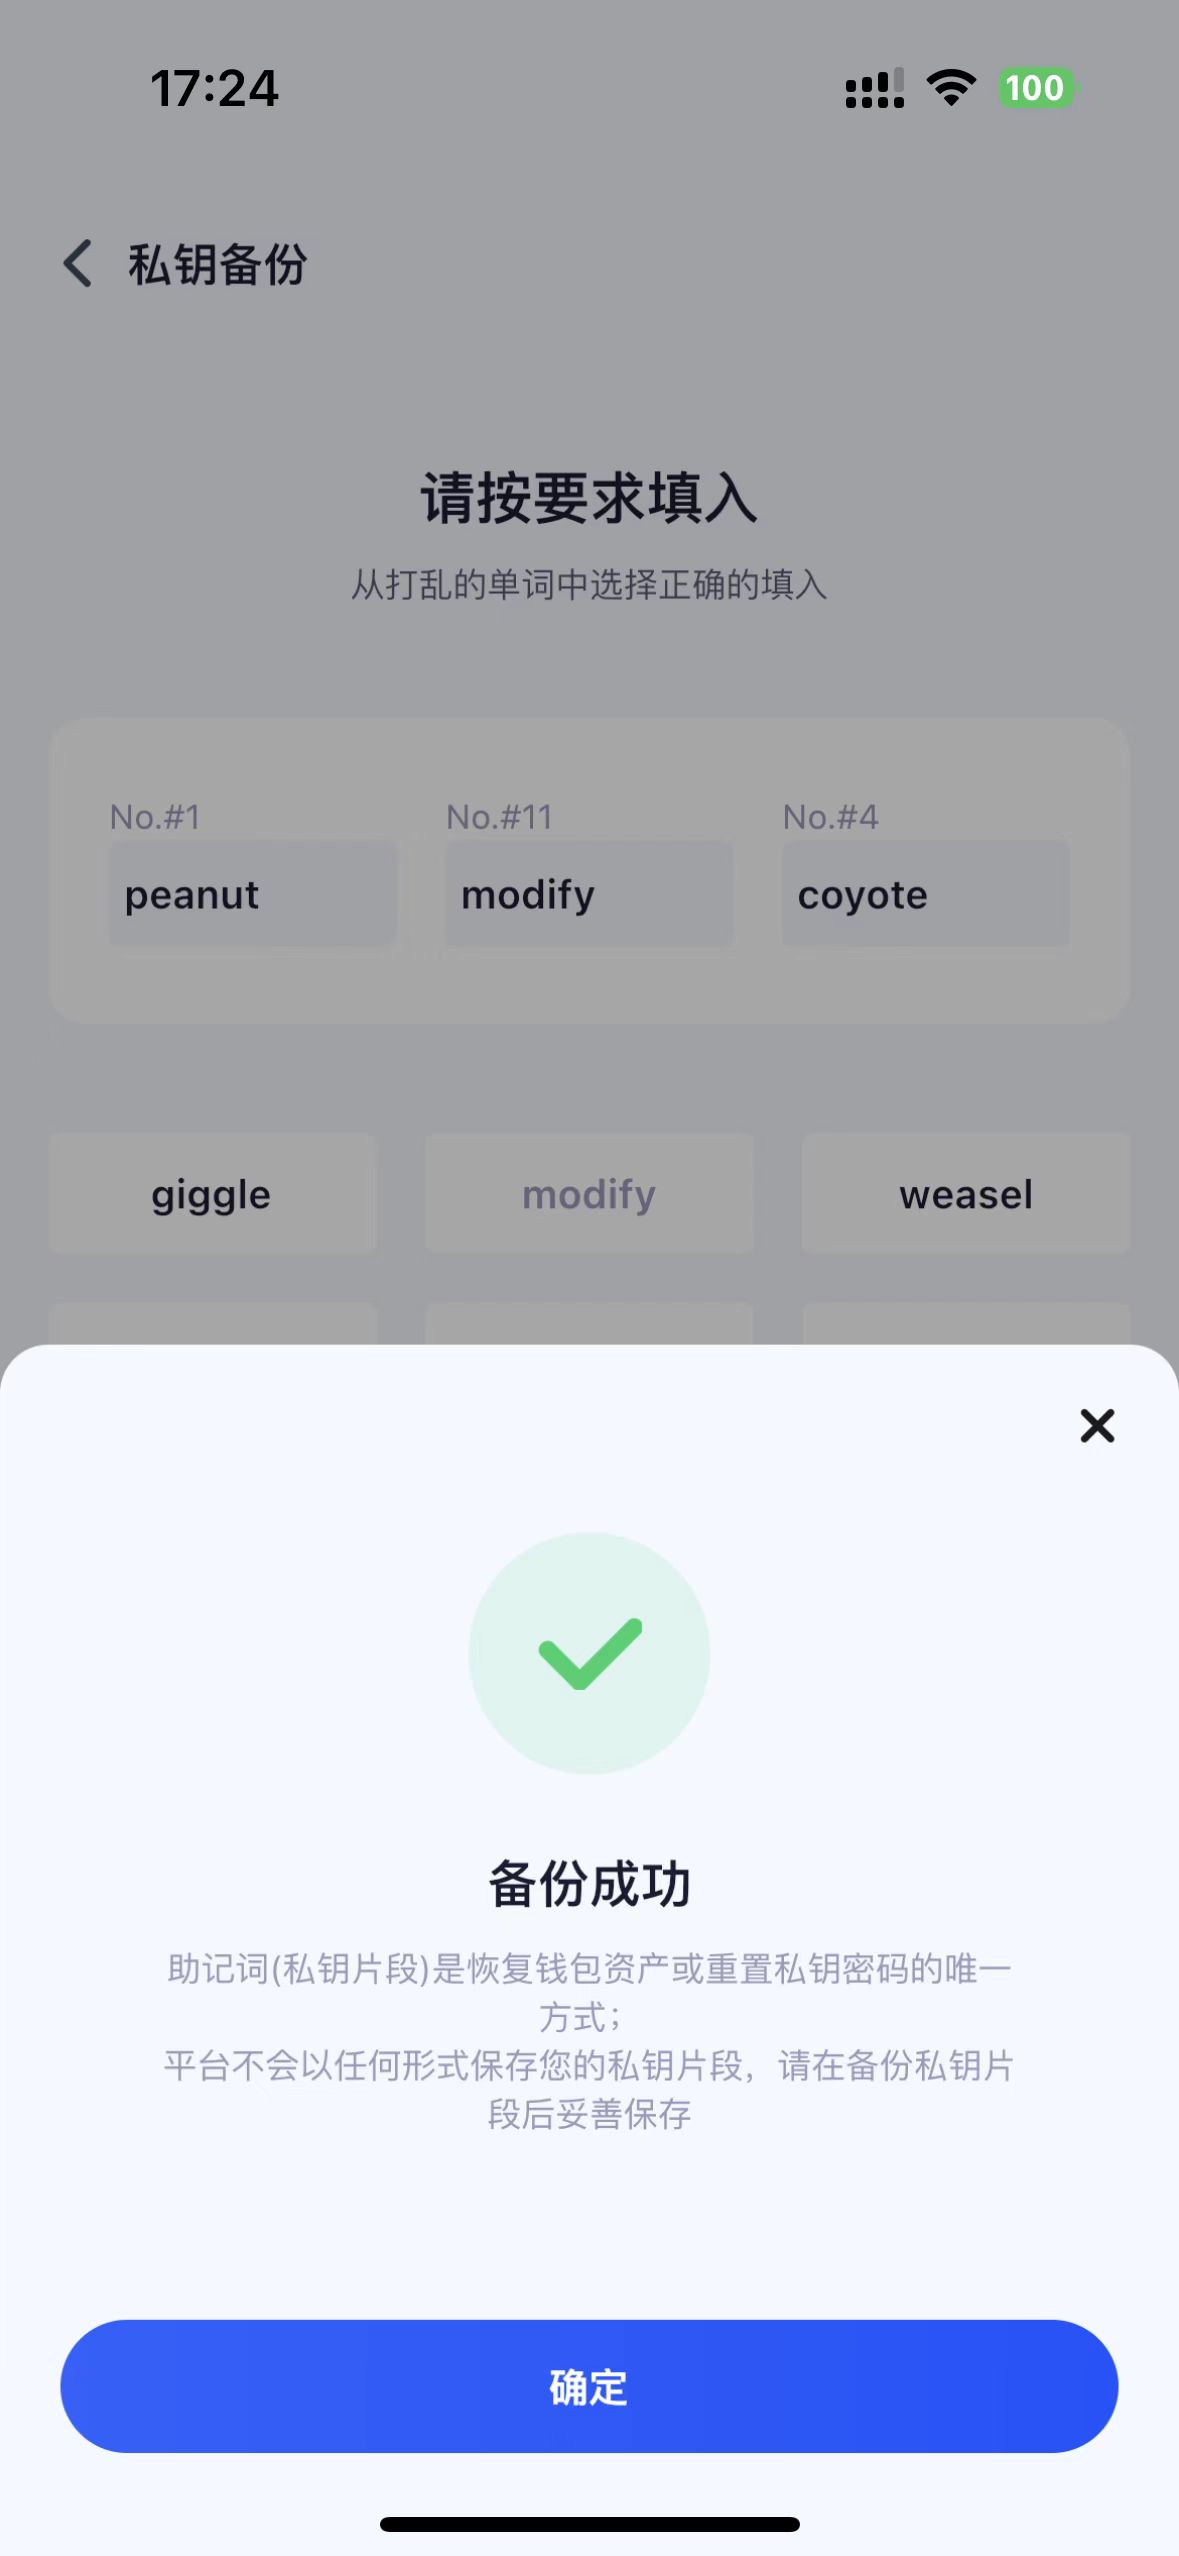 17:24
100
私钥备份
请按要求填入
从打乱的单词中选择正确的填入
No.#1
No.#11
No.#4
peanut
modify
coyote
giggle
modify
weasel
备份成功
助记词(私钥片段)是恢复钱包资产或重置私钥密码的唯一
方式；
平台不会以任何形式保存您的私钥片段，请在备份私钥片
段后妥善保存
确定